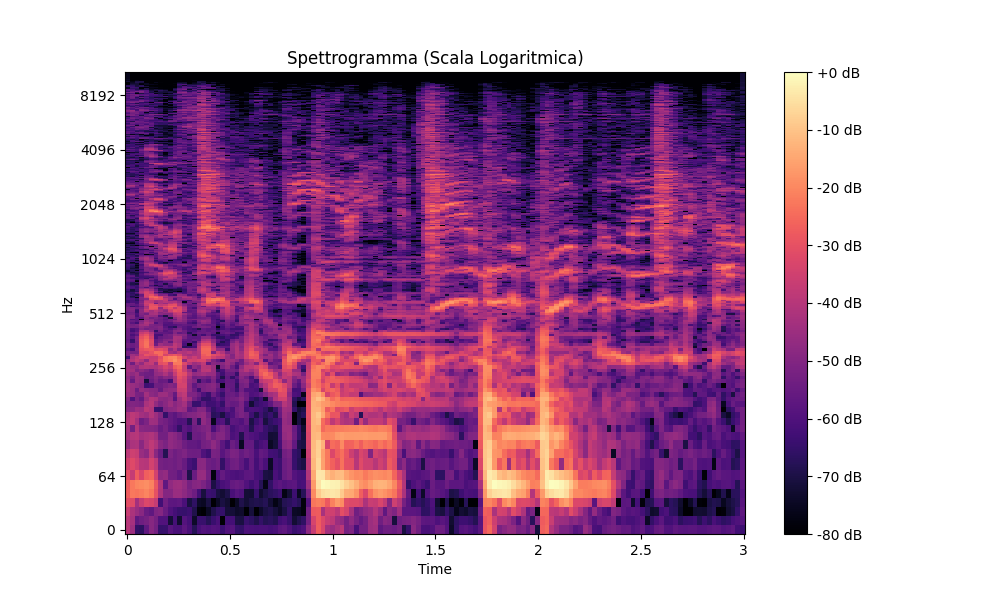 Spettrogramma (Scala Logaritmica)
Hz
8192
4096
2048
1024
512
256
128
64
0
0 0.5 1 1.5 2 2.5 3
Time
+0 dB
-10 dB
-20 dB
-30 dB
-40 dB
-50 dB
-60 dB
-70 dB
-80 dB